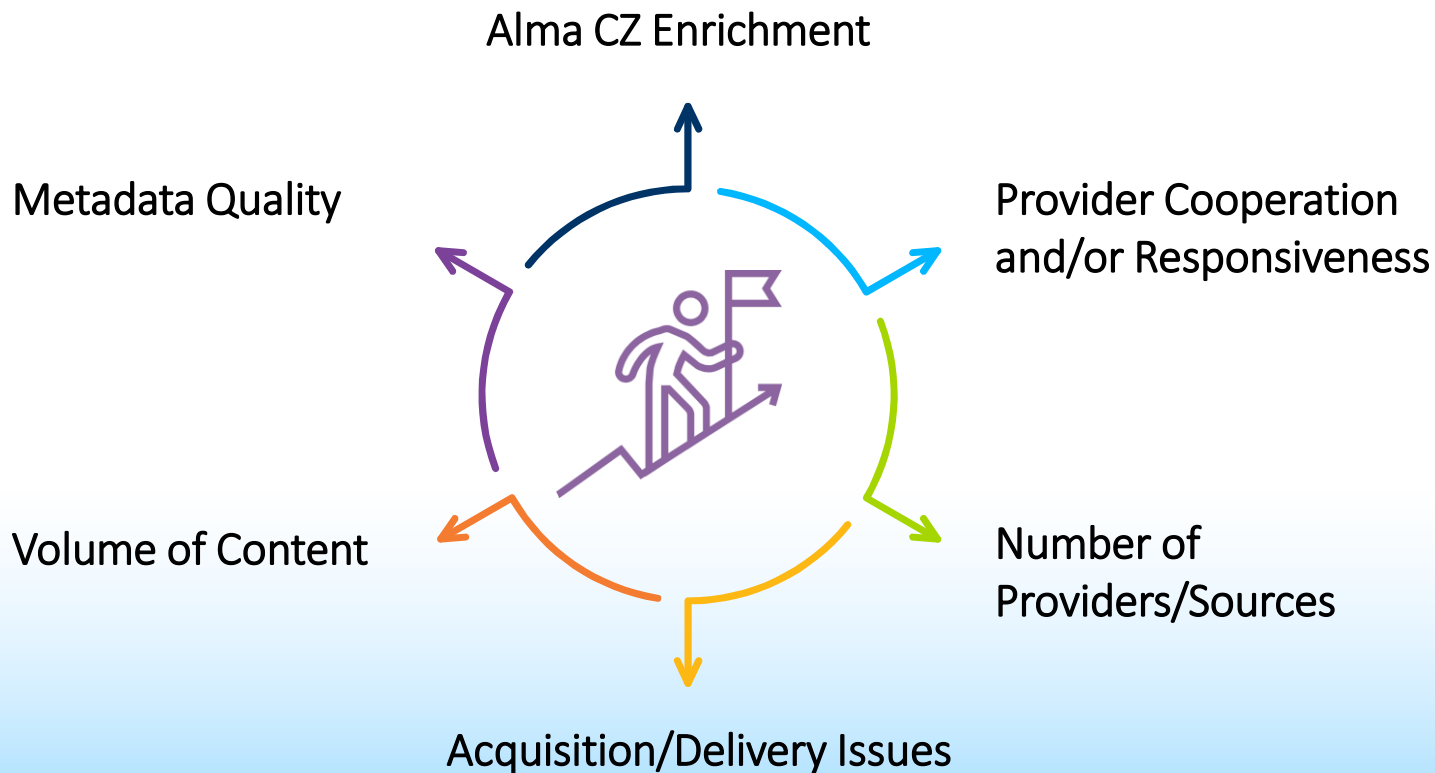 Alma CZ Enrichment
Metadata Quality
Provider Cooperation
and/or Responsiveness
Volume of Content
Number of
Providers/Sources
Acquisition/Delivery Issues